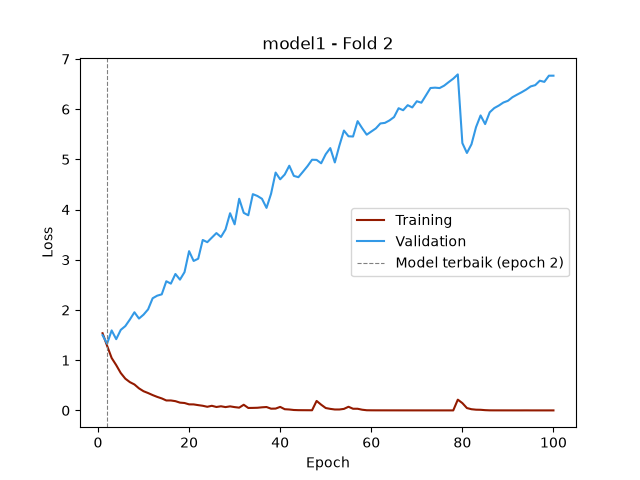 model1 - Fold 2
Loss
7
6
5
4
3
2
1
0
Training
Validation
Model terbaik (epoch 2)
0 20 40 60 80 100
Epoch